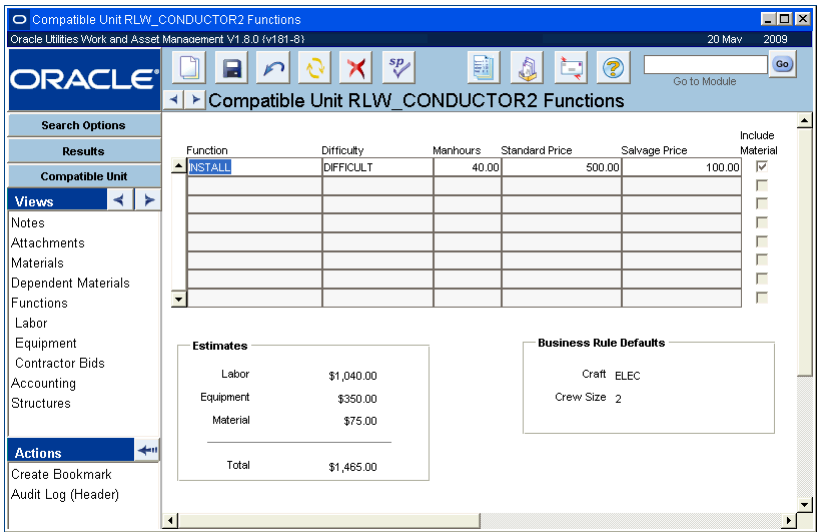 Compatible Unit RLW_CONDUCTOR2 Functions
Oracle Utilities Work and Asset Management V1.8.0 (v181-8) 20 May 2009
ORACLE
sp
Go
Go to Module
Compatible Unit RLW_CONDUCTOR2 Functions
Search Options
Results
Compatible Unit
Views
Notes
Attachments
Materials
Dependent Materials
Functions
Labor
Equipment
Contractor Bids
Accounting
Structures
Actions
Create Bookmark
Audit Log (Header)
Function Difficulty Manhours Standard Price Salvage Price Include Material
INSTALL DIFFICULT 40.00 500.00 100.00
Estimates
Labor $1,040.00
Equipment $350.00
Material $75.00
Total $1,465.00
Business Rule Defaults
Craft ELEC
Crew Size 2